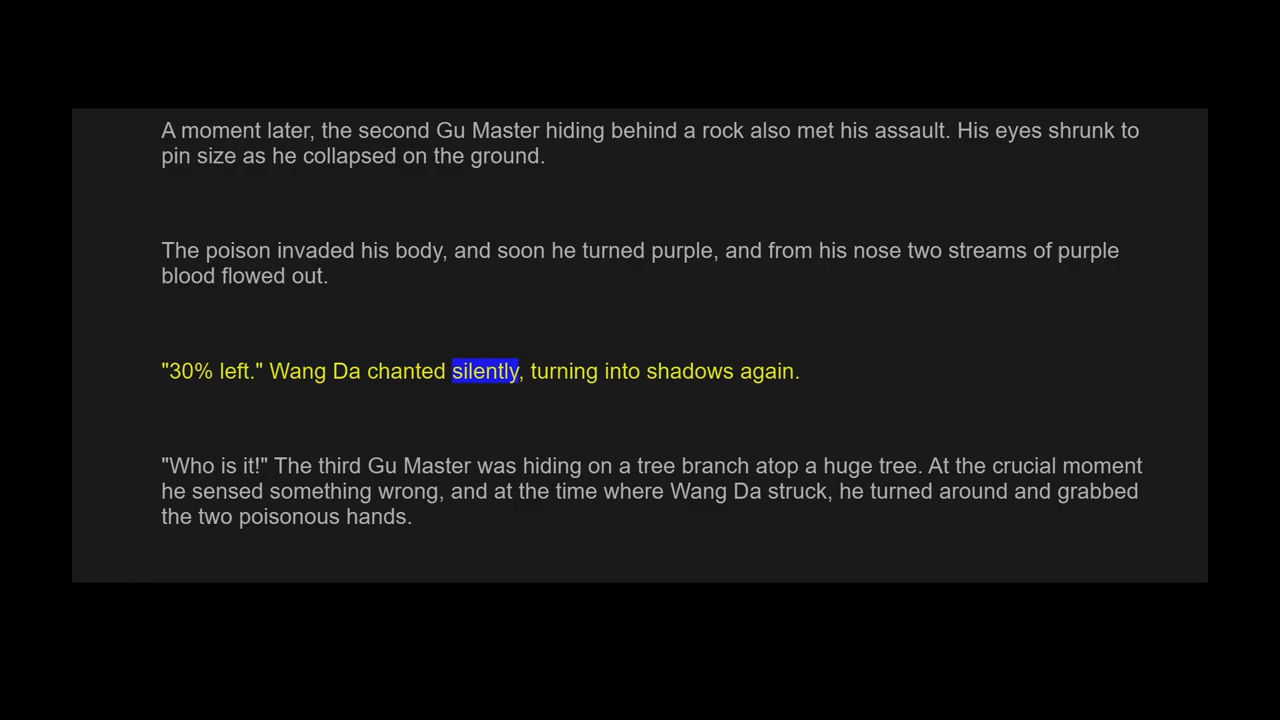 A moment later, the second Gu Master hiding behind a rock also met his assault. His eyes shrunk to
pin size as he collapsed on the ground.
The poison invaded his body, and soon he turned purple, and from his nose two streams of purple
blood flowed out.
"30% left." Wang Da chanted silently, turning into shadows again.
"Who is it!" The third Gu Master was hiding on a tree branch atop a huge tree. At the crucial moment
he sensed something wrong, and at the time where Wang Da struck, he turned around and grabbed
the two poisonous hands.